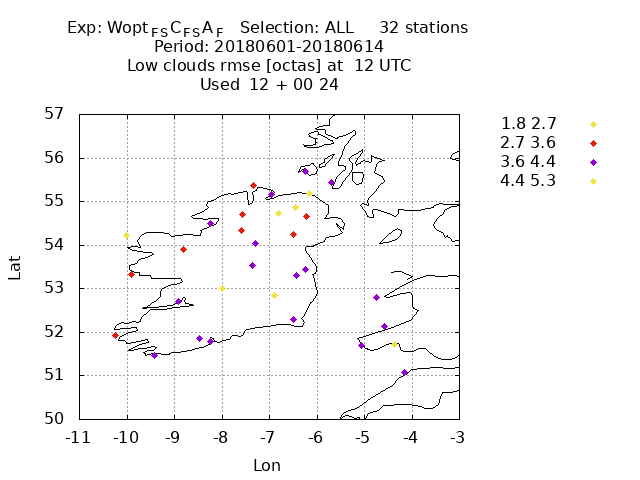 Exp: Wopt FS C FS A F   Selection: ALL     32 stations
Period: 20180601-20180614
Low clouds rmse [octas] at  12 UTC
Used  12 + 00 24
1.8 2.7
2.7 3.6
3.6 4.4
4.4 5.3
57
56
55
54
53
52
51
50
Lat
-11 -10 -9 -8 -7 -6 -5 -4 -3
Lon